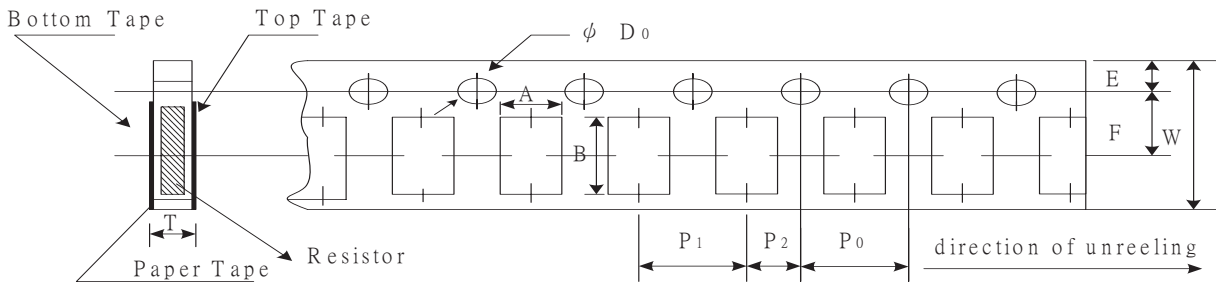 Bottom Tape
Top Tape
ϕ D0
A
B
E
F
W
T
P1
P2
P0
Paper Tape
Resistor
direction of unreeling